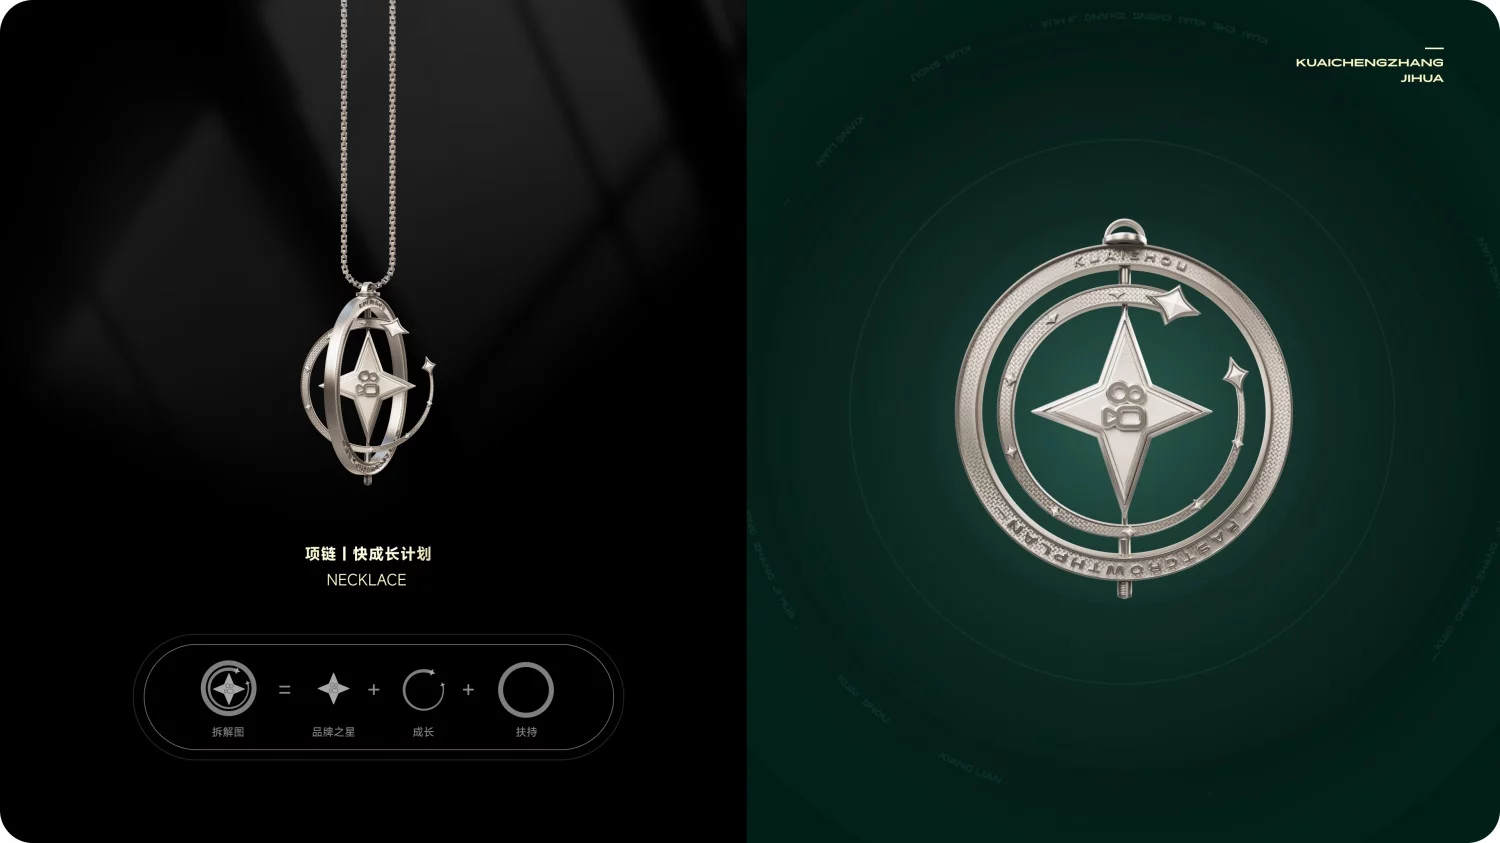 项链丨快成长计划
NECKLACE
=
+
+
拆解图
品牌之星
成长
扶持
KUAICHENGZHANG
JIHUA
KUAISHOU
FASTGROWTHPLAN